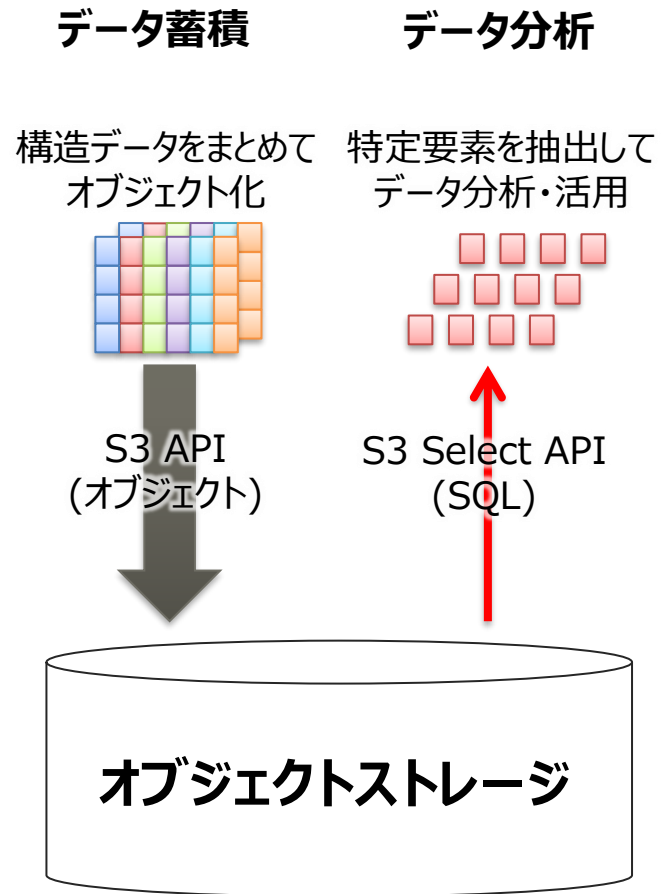 データ蓄積
データ分析
構造データをまとめて
オブジェクト化
特定要素を抽出して
データ分析・活用
S3 API
(オブジェクト)
S3 Select API
(SQL)
オブジェクトストレージ